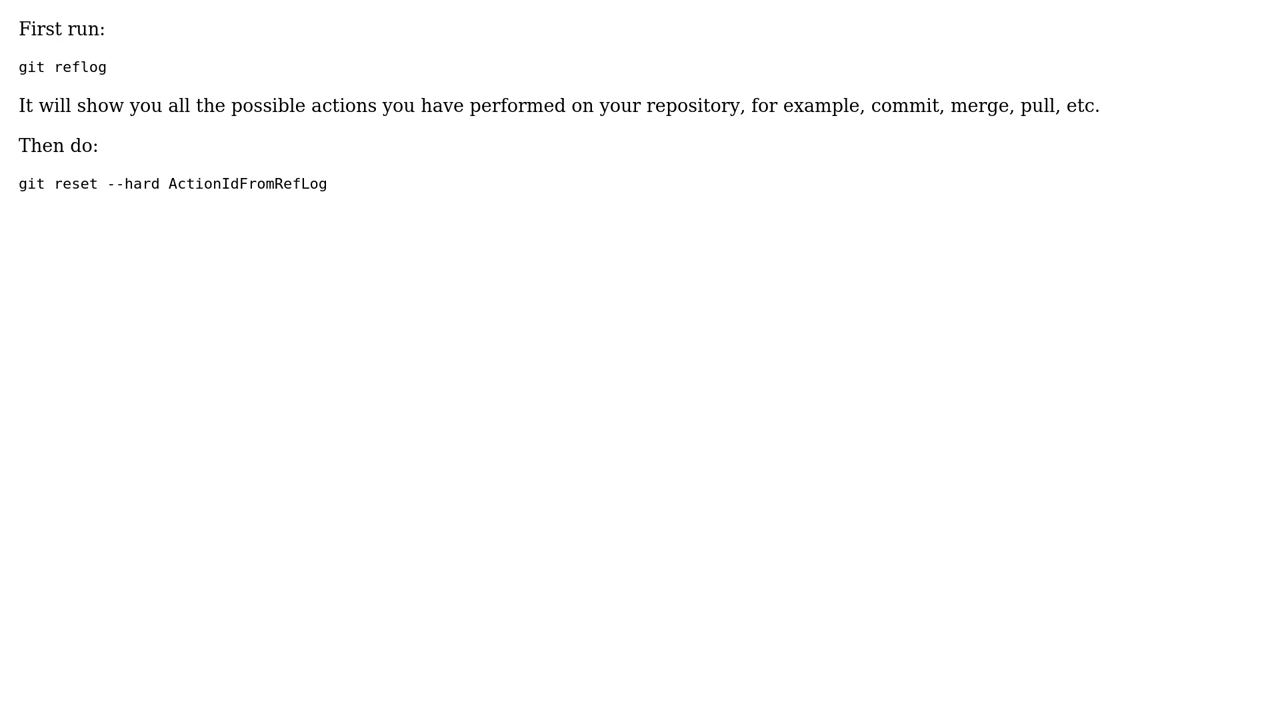 First run:
git reflog
It will show you all the possible actions you have performed on your repository, for example, commit, merge, pull, etc.
Then do:
git reset --hard ActionIdFromRefLog